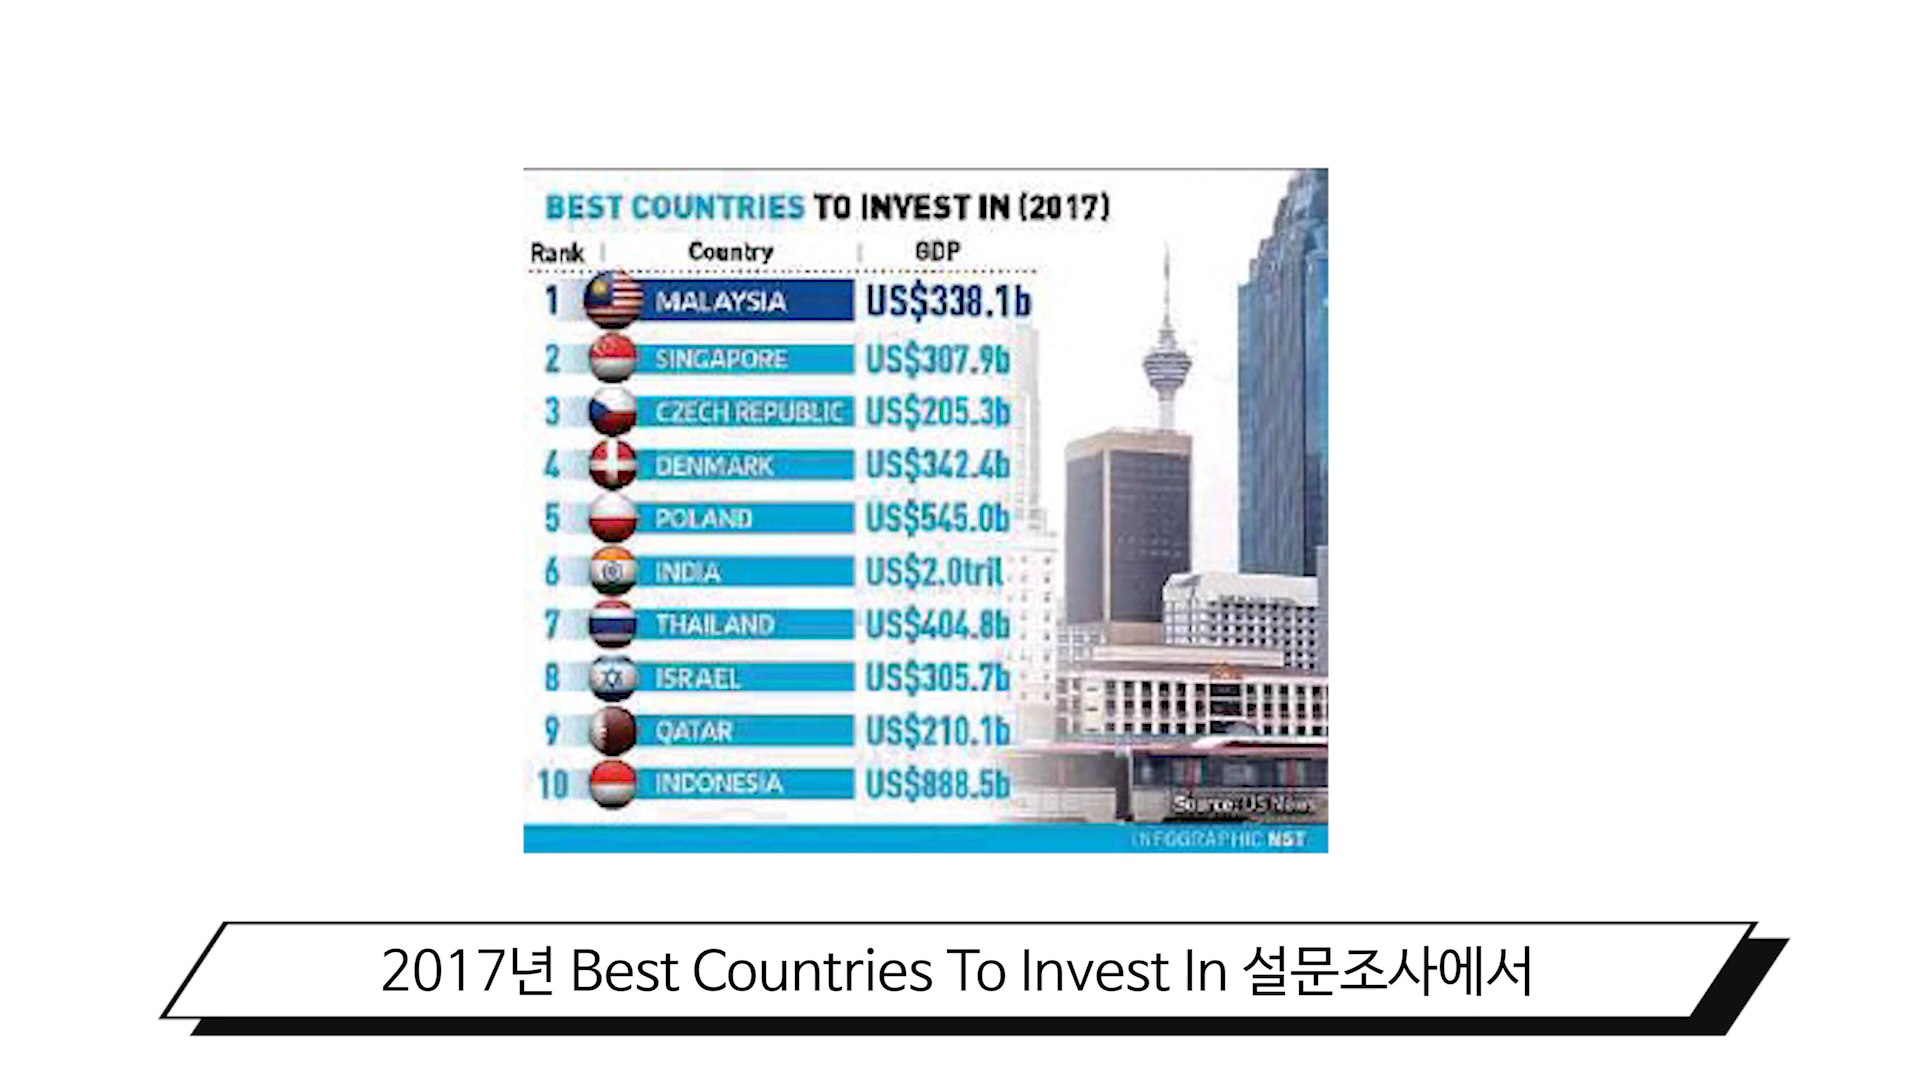 BEST COUNTRIES TO INVEST IN (2017)
Rank Country GDP
1 MALAYSIA US$338.1b
2 SINGAPORE US$307.9b
3 CZECH REPUBLIC US$205.3b
4 DENMARK US$342.4b
5 POLAND US$545.0b
6 INDIA US$2.0tril
7 THAILAND US$404.8b
8 ISRAEL US$305.7b
9 QATAR US$210.1b
10 INDONESIA US$888.5b
Source: US News
INFOGRAPHIC NST
2017년 Best Countries To Invest In 설문조사에서